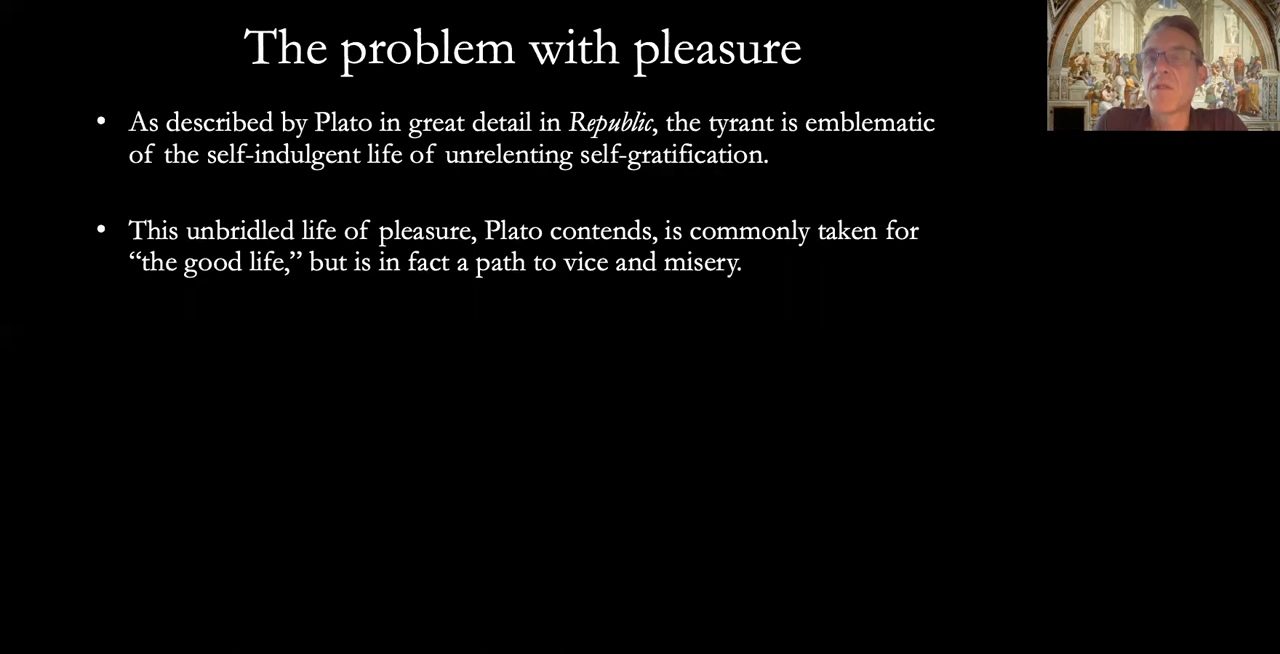 The problem with pleasure
• As described by Plato in great detail in Republic, the tyrant is emblematic
of the self-indulgent life of unrelenting self-gratification.
• This unbridled life of pleasure, Plato contends, is commonly taken for
“the good life,” but is in fact a path to vice and misery.